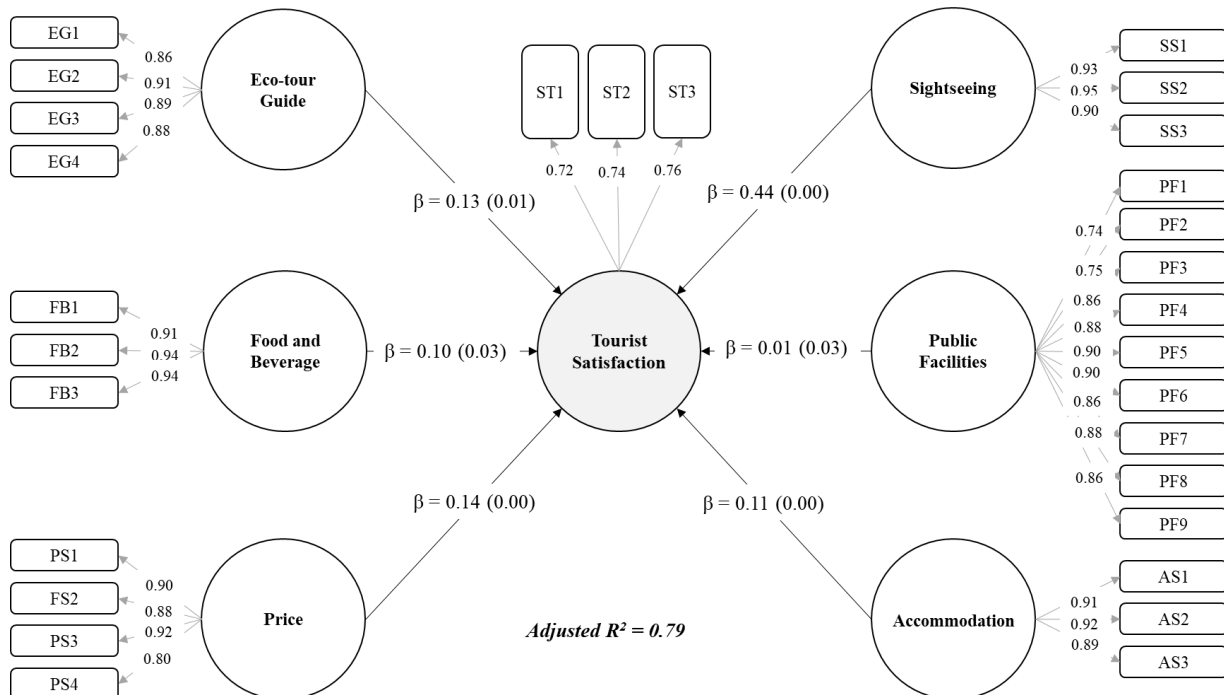 EG1
EG2
EG3
EG4
0.86
0.91
0.89
0.88
Eco-tour
Guide
ST1
ST2
ST3
0.72
0.74
0.76
Sightseeing
0.93
0.95
0.90
SS1
SS2
SS3
β = 0.13 (0.01)
β = 0.44 (0.00)
FB1
FB2
FB3
0.91
0.94
0.94
Food and
Beverage
β = 0.10 (0.03)
Tourist
Satisfaction
β = 0.01 (0.03)
Public
Facilities
0.74
0.75
0.86
0.88
0.90
0.90
0.86
0.88
0.86
PF1
PF2
PF3
PF4
PF5
PF6
PF7
PF8
PF9
β = 0.14 (0.00)
β = 0.11 (0.00)
PS1
FS2
PS3
PS4
0.90
0.88
0.92
0.80
Price
Adjusted R² = 0.79
Accommodation
0.91
0.92
0.89
AS1
AS2
AS3